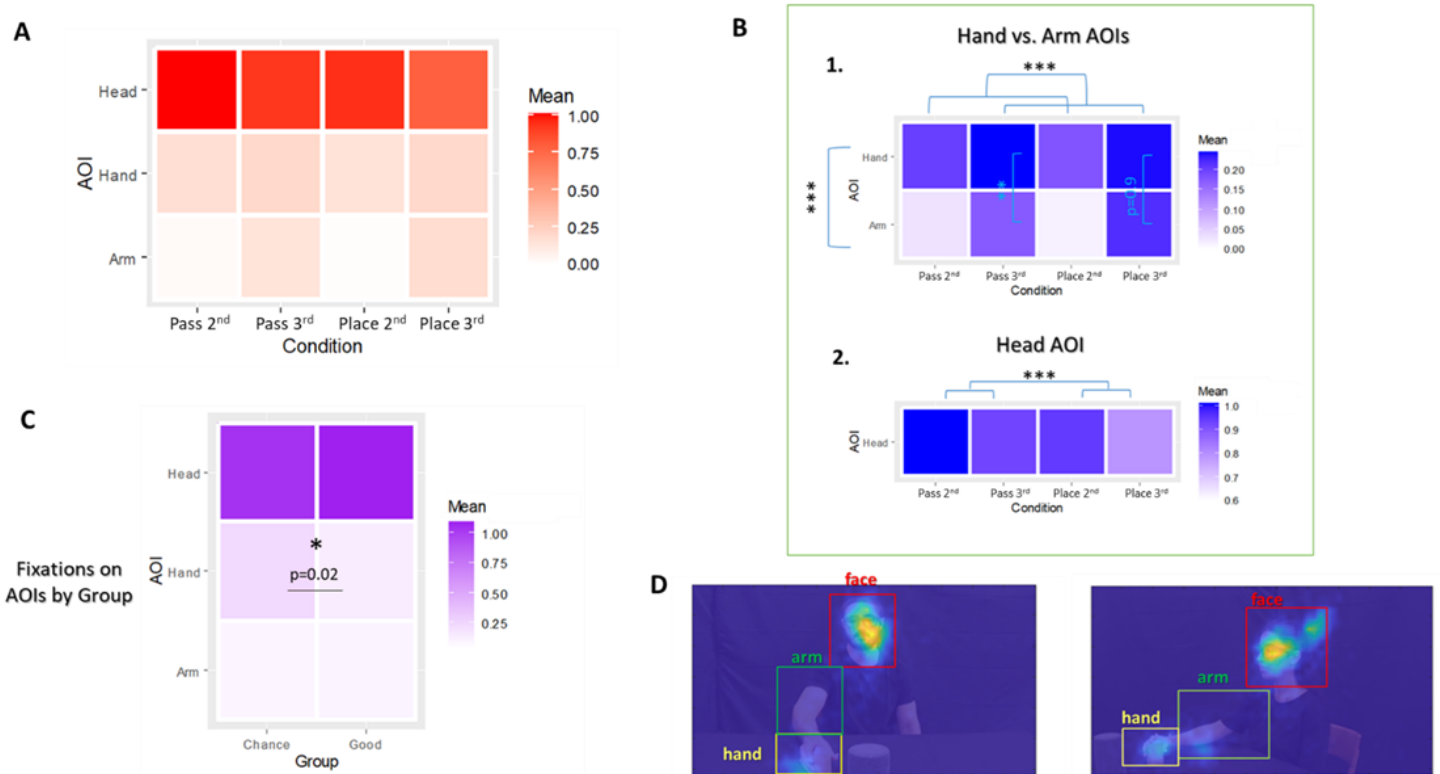 A
Head
Hand
Arm
AOI
Pass 2nd
Pass 3rd
Place 2nd
Place 3rd
Condition
Mean
1.00
0.75
0.50
0.25
0.00
B
Hand vs. Arm AOIs
1.
***
***
Hand
Arm
AOI
**
p=0.9
Pass 2nd
Pass 3rd
Place 2nd
Place 3rd
Condition
Mean
0.20
0.15
0.10
0.05
0.00
2.
Head AOI
***
AOI
Head
Pass 2nd
Pass 3rd
Place 2nd
Place 3rd
Condition
Mean
1.0
0.9
0.8
0.7
0.6
C
Fixations on
AOIs by Group
Head
Hand
Arm
AOI
*
p=0.02
Chance
Good
Group
Mean
1.00
0.75
0.50
0.25
D
face
arm
hand
face
arm
hand